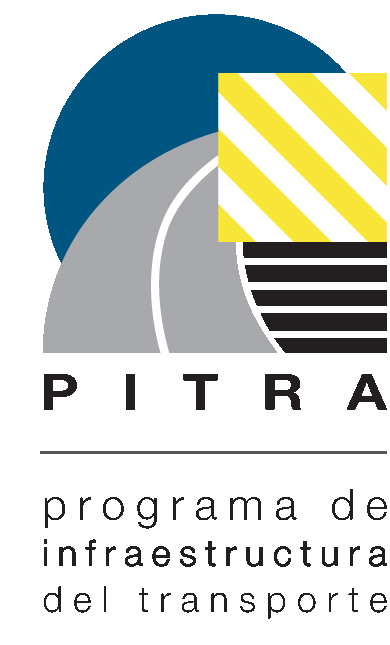 PITRA
programa de
infraestructura
del transporte